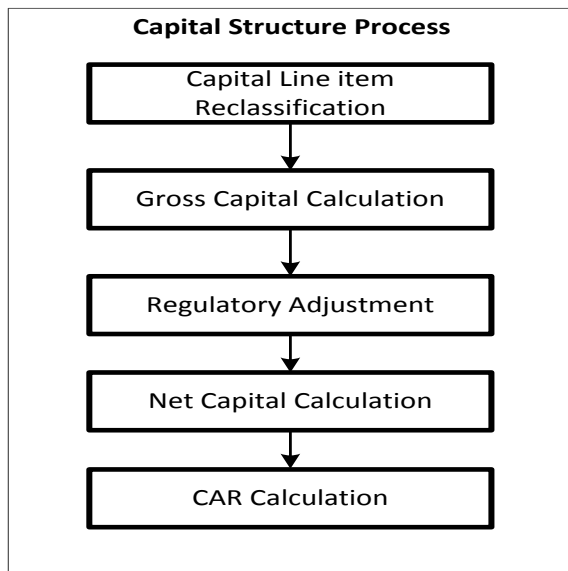 Capital Structure Process
Capital Line item
Reclassification
Gross Capital Calculation
Regulatory Adjustment
Net Capital Calculation
CAR Calculation